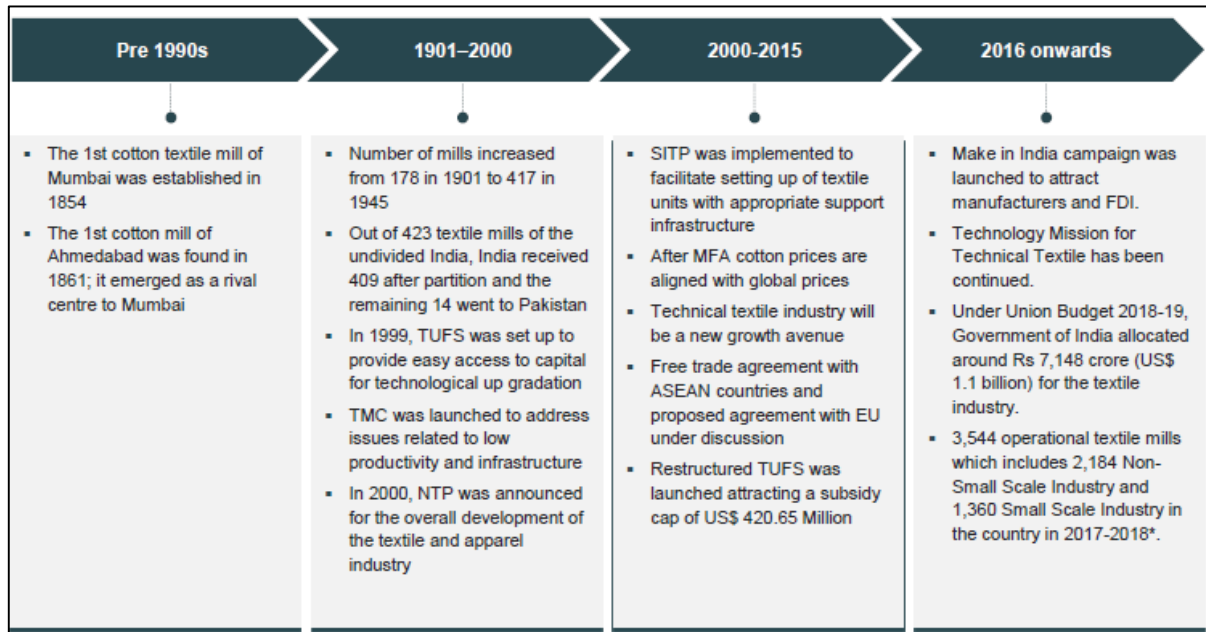 Pre 1990s
1901–2000
2000-2015
2016 onwards
▪ The 1st cotton textile mill of
Mumbai was established in
1854
▪ The 1st cotton mill of
Ahmedabad was found in
1861; it emerged as a rival
centre to Mumbai
▪ Number of mills increased
from 178 in 1901 to 417 in
1945
▪ Out of 423 textile mills of the
undivided India, India received
409 after partition and the
remaining 14 went to Pakistan
▪ In 1999, TUFS was set up to
provide easy access to capital
for technological up gradation
▪ TMC was launched to address
issues related to low
productivity and infrastructure
▪ In 2000, NTP was announced
for the overall development of
the textile and apparel
industry
▪ SITP was implemented to
facilitate setting up of textile
units with appropriate support
infrastructure
▪ After MFA cotton prices are
aligned with global prices
▪ Technical textile industry will
be a new growth avenue
▪ Free trade agreement with
ASEAN countries and
proposed agreement with EU
under discussion
▪ Restructured TUFS was
launched attracting a subsidy
cap of US$ 420.65 Million
▪ Make in India campaign was
launched to attract
manufacturers and FDI.
▪ Technology Mission for
Technical Textile has been
continued.
▪ Under Union Budget 2018-19,
Government of India allocated
around Rs 7,148 crore (US$
1.1 billion) for the textile
industry.
▪ 3,544 operational textile mills
which includes 2,184 Non-
Small Scale Industry and
1,360 Small Scale Industry in
the country in 2017-2018*.